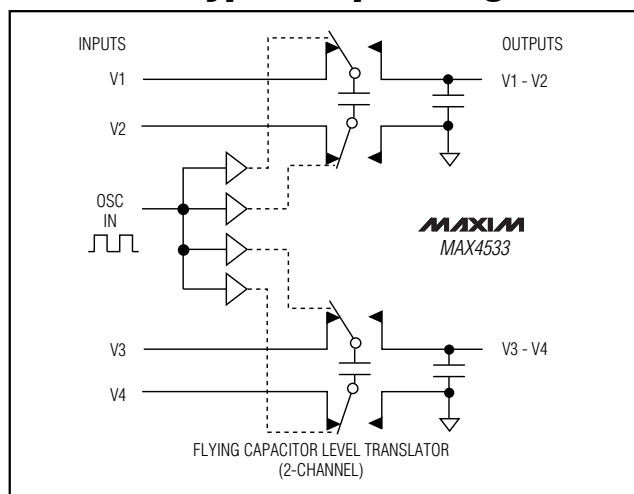 INPUTS
OUTPUTS
V1
V1 - V2
V2
OSC
IN
MAXIM
MAX4533
V3
V3 - V4
V4
FLYING CAPACITOR LEVEL TRANSLATOR
(2-CHANNEL)